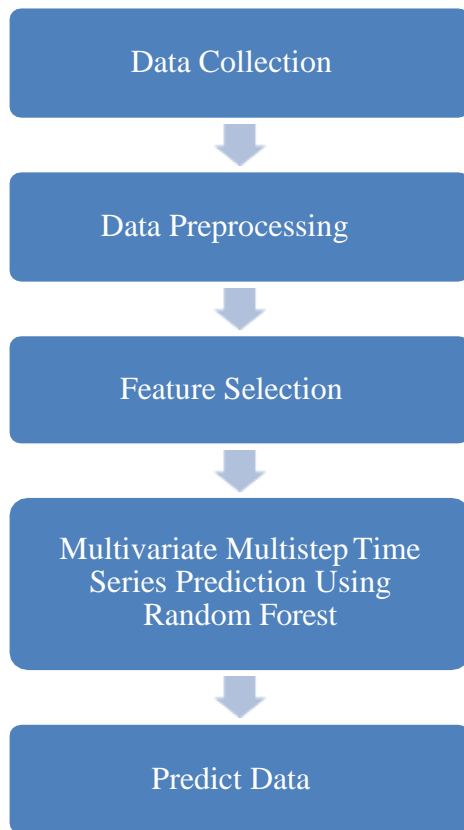 Data Collection
Data Preprocessing
Feature Selection
Multivariate Multistep Time
Series Prediction Using
Random Forest
Predict Data